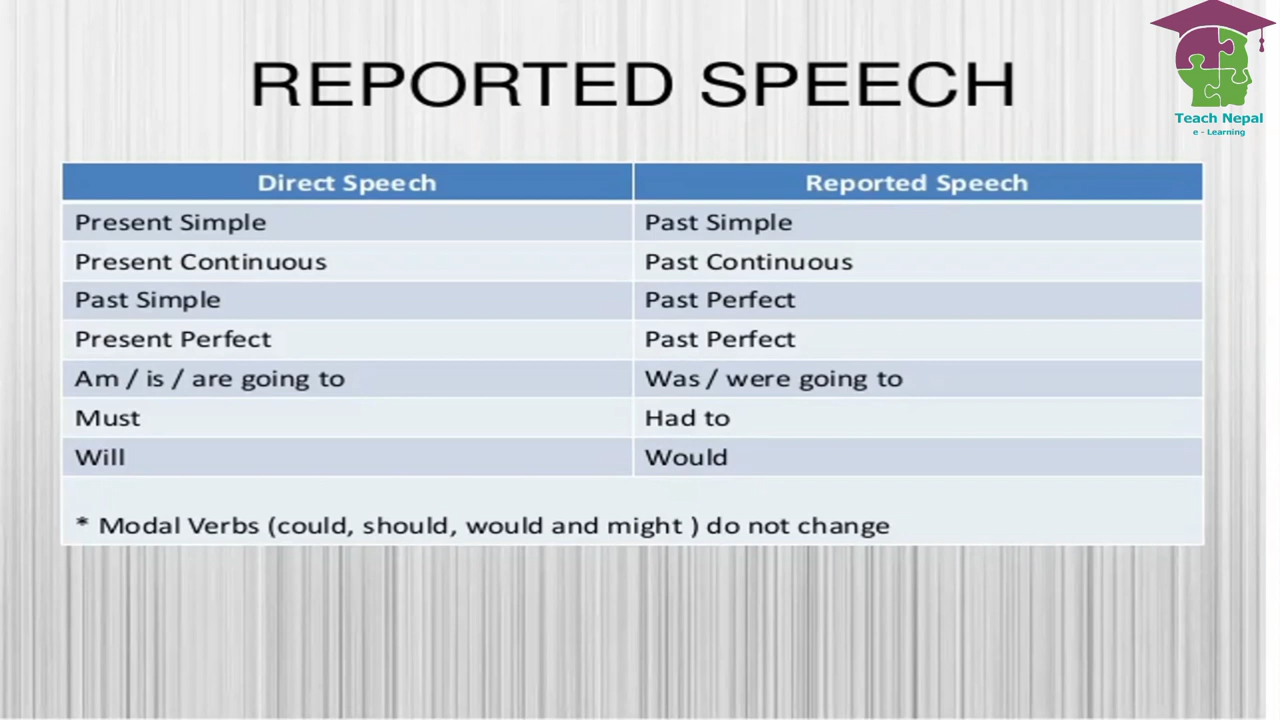 REPORTED SPEECH
Teach Nepal
e - Learning
Direct Speech Reported Speech
Present Simple Past Simple
Present Continuous Past Continuous
Past Simple Past Perfect
Present Perfect Past Perfect
Am / is / are going to Was / were going to
Must Had to
Will Would
* Modal Verbs (could, should, would and might ) do not change